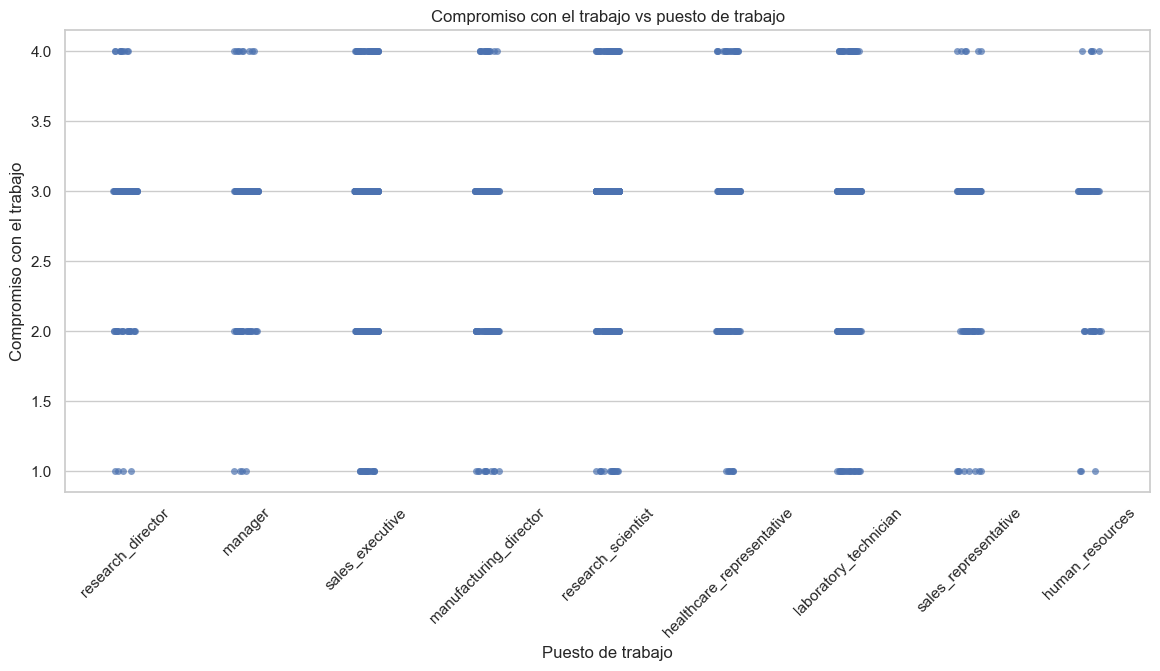 Compromiso con el trabajo vs puesto de trabajo
Compromiso con el trabajo
4.0
3.5
3.0
2.5
2.0
1.5
1.0
research_director
manager
sales_executive
manufacturing_director
research_scientist
healthcare_representative
laboratory_technician
sales_representative
human_resources
Puesto de trabajo